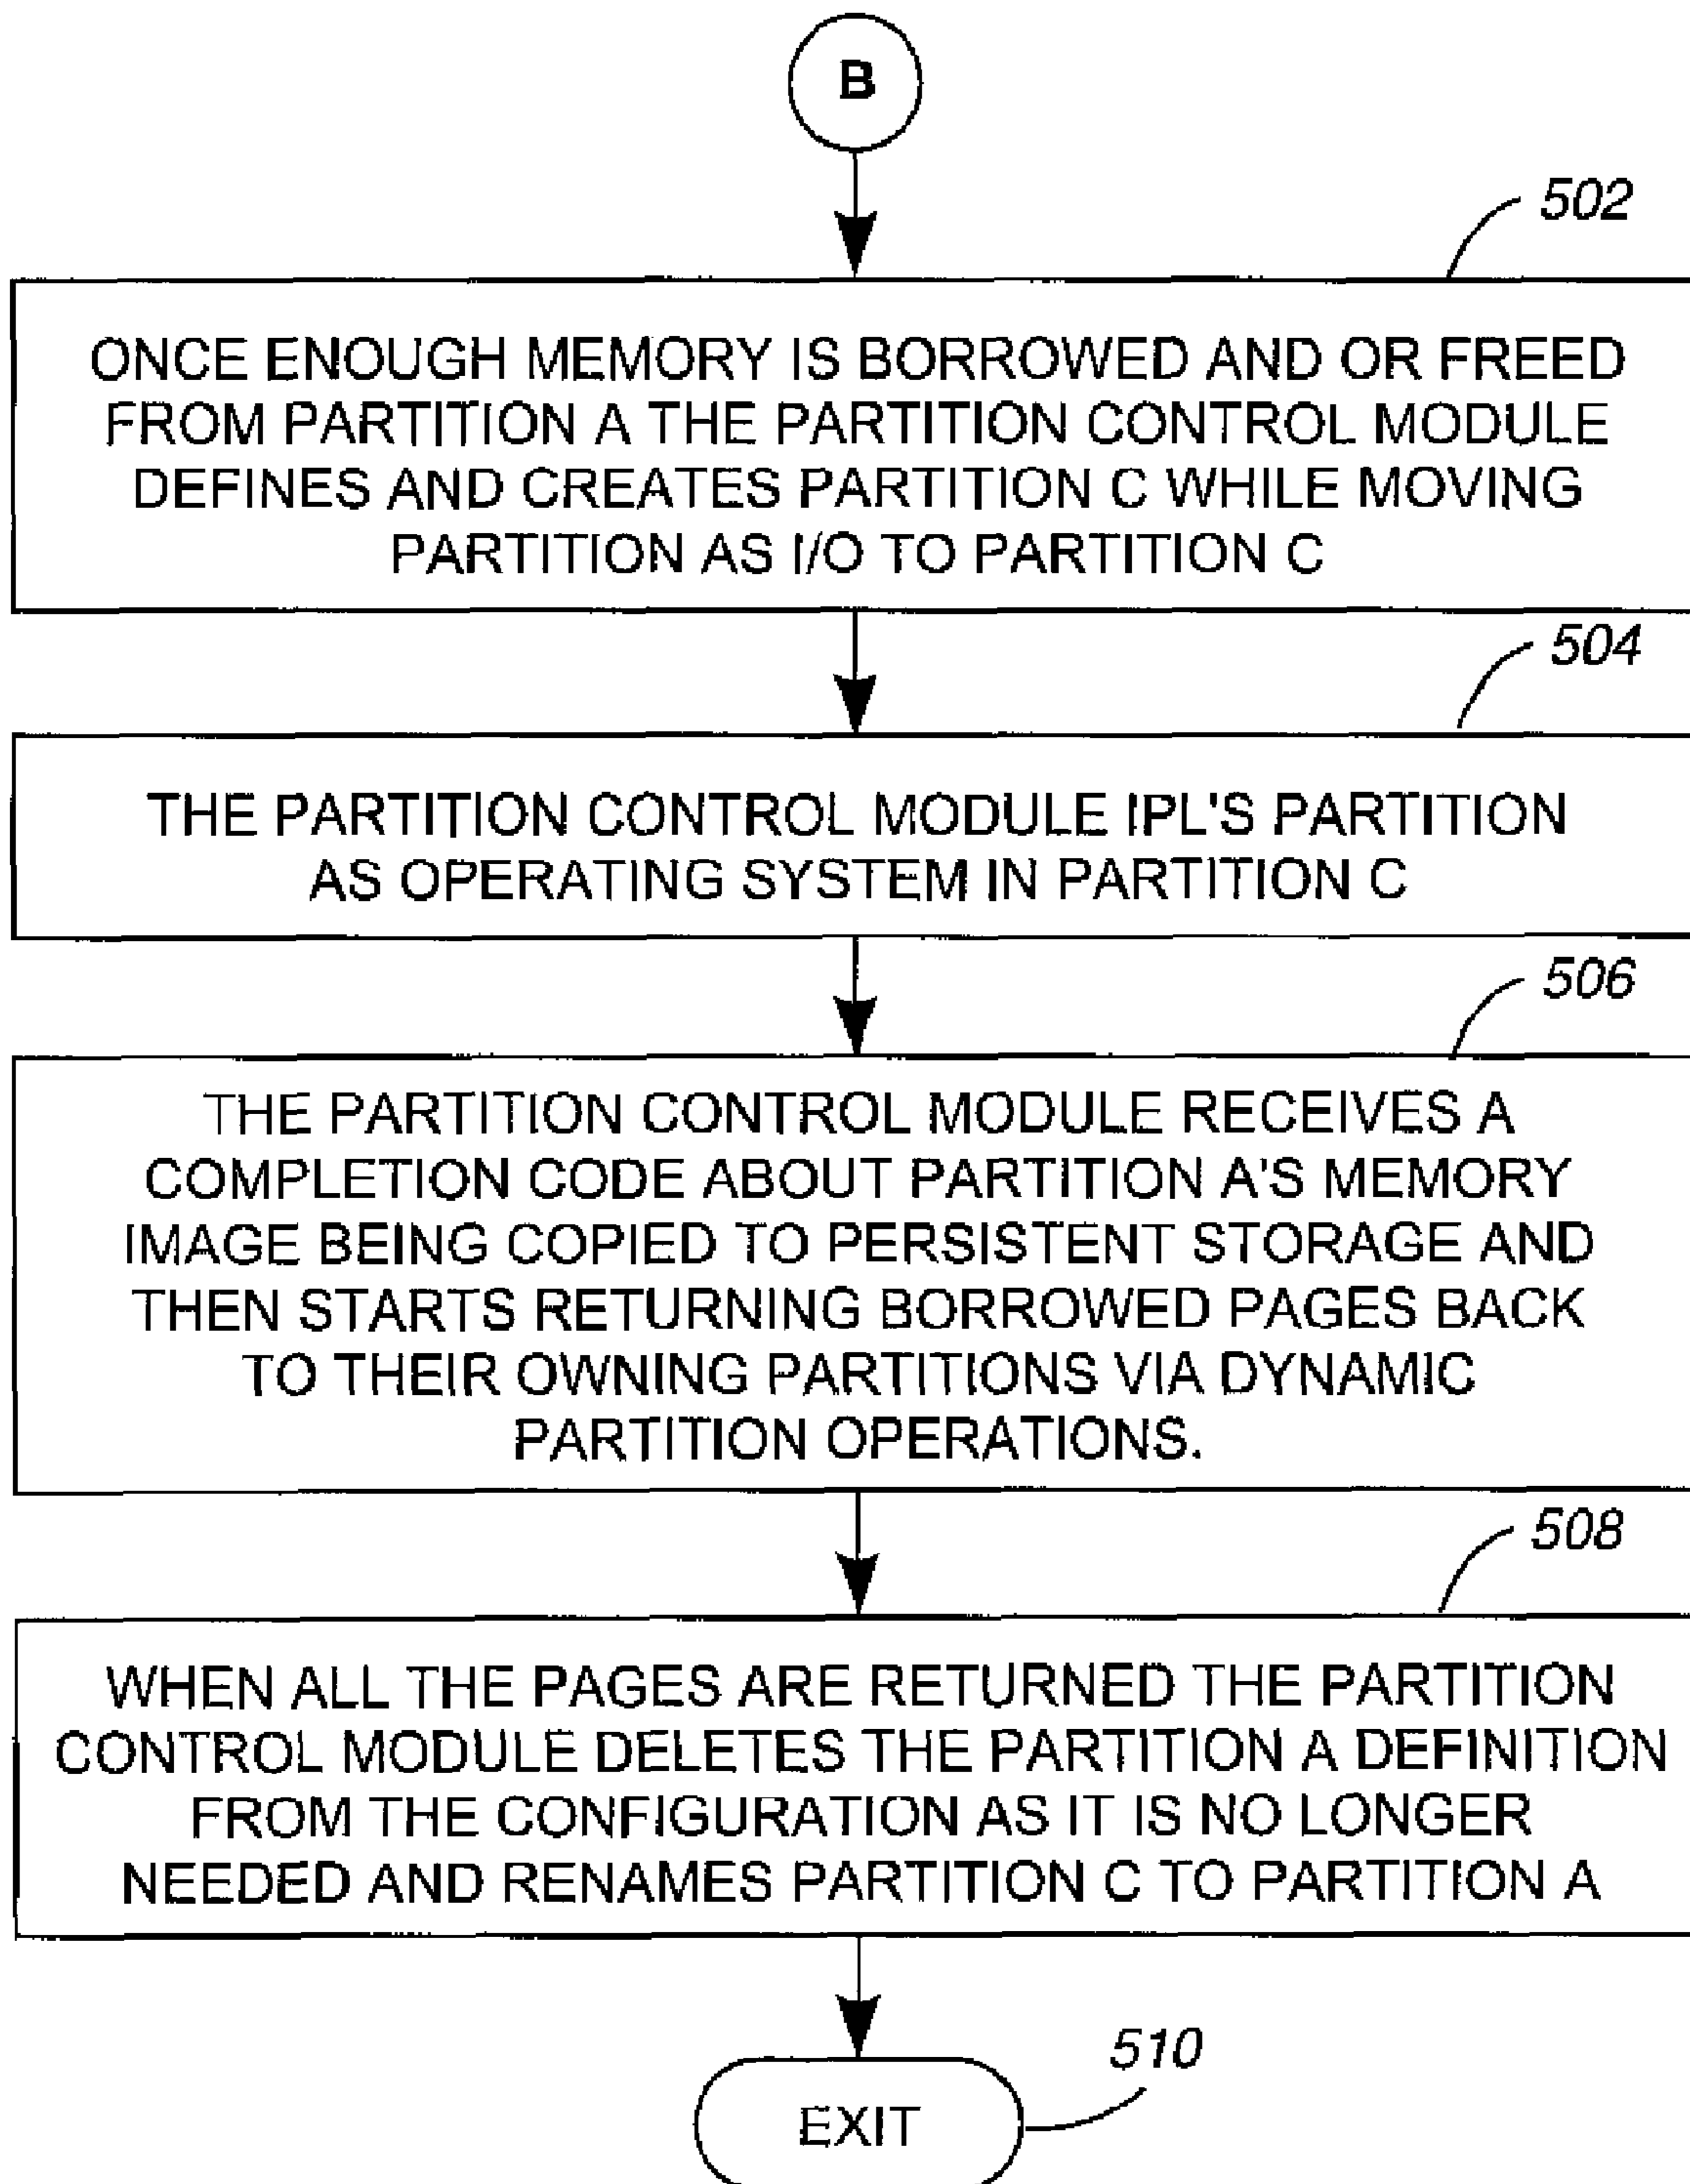 B
502
ONCE ENOUGH MEMORY IS BORROWED AND OR FREED
FROM PARTITION A THE PARTITION CONTROL MODULE
DEFINES AND CREATES PARTITION C WHILE MOVING
PARTITION AS I/O TO PARTITION C
504
THE PARTITION CONTROL MODULE IPL'S PARTITION
AS OPERATING SYSTEM IN PARTITION C
506
THE PARTITION CONTROL MODULE RECEIVES A
COMPLETION CODE ABOUT PARTITION A'S MEMORY
IMAGE BEING COPIED TO PERSISTENT STORAGE AND
THEN STARTS RETURNING BORROWED PAGES BACK
TO THEIR OWNING PARTITIONS VIA DYNAMIC
PARTITION OPERATIONS.
508
WHEN ALL THE PAGES ARE RETURNED THE PARTITION
CONTROL MODULE DELETES THE PARTITION A DEFINITION
FROM THE CONFIGURATION AS IT IS NO LONGER
NEEDED AND RENAMES PARTITION C TO PARTITION A
510
EXIT